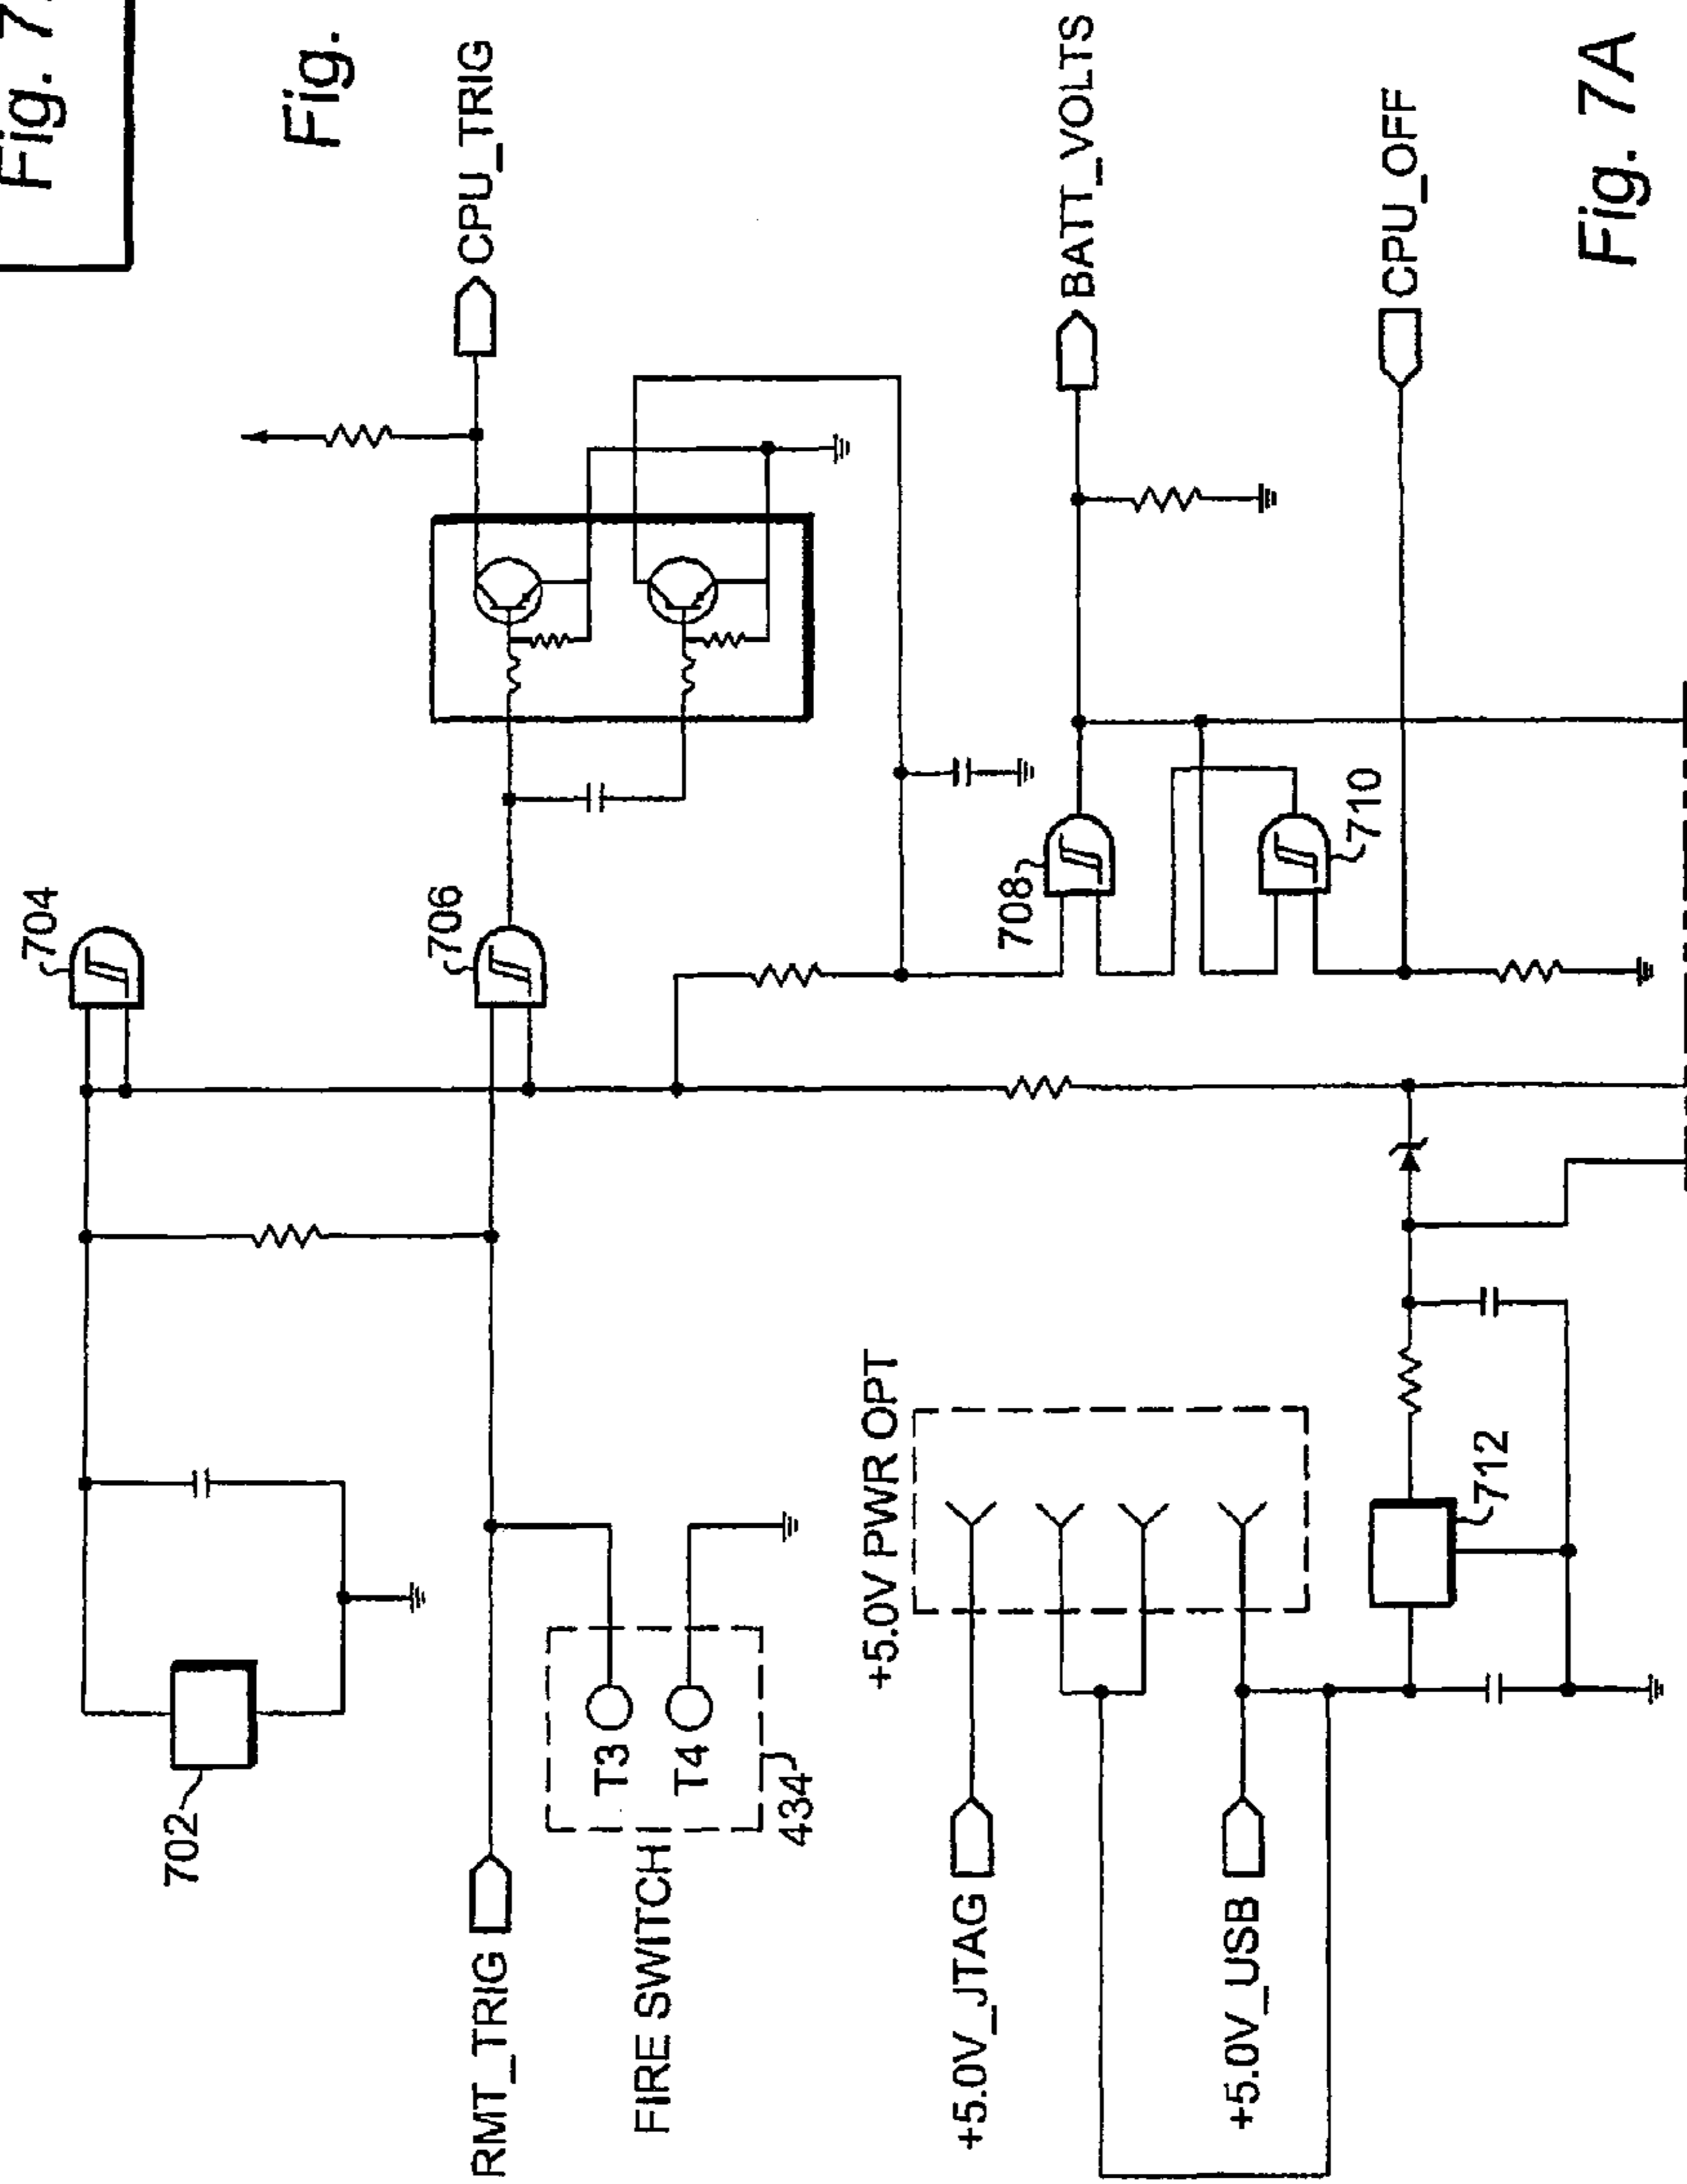 Fig. 7
Fig.
704
702
706
CPU_TRIG
RMT_TRIG
T3
T4
FIRE SWITCH
434
+5.0V PWR OPT
708
BATT_VOLTS
+5.0V_JTAG
710
+5.0V_USB
712
CPU_OFF
Fig. 7A